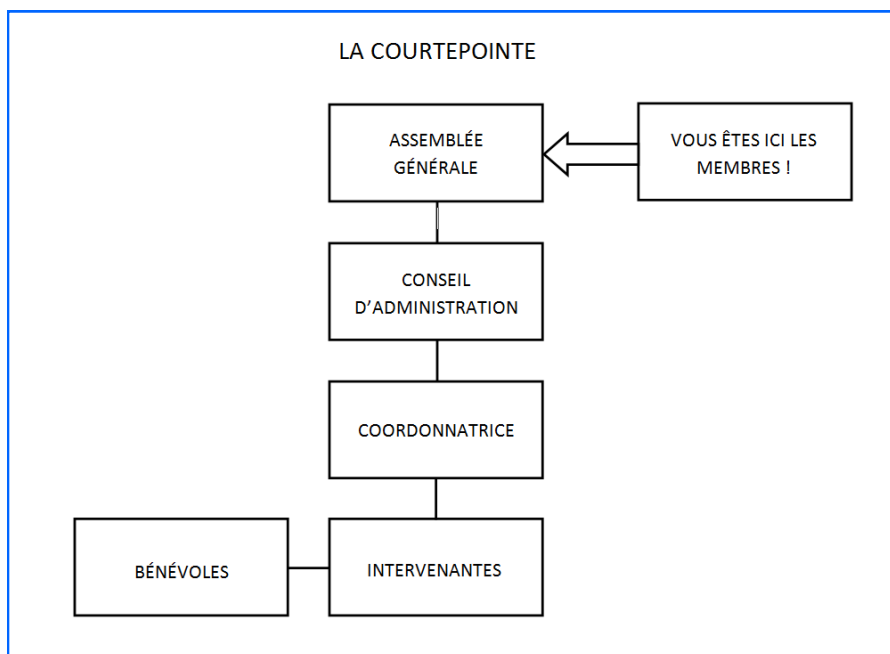 LA COURTEPOINTE
ASSEMBLÉE
GÉNÉRALE
VOUS ÊTES ICI LES
MEMBRES !
CONSEIL
D’ADMINISTRATION
COORDONNATRICE
BÉNÉVOLES
INTERVENANTES